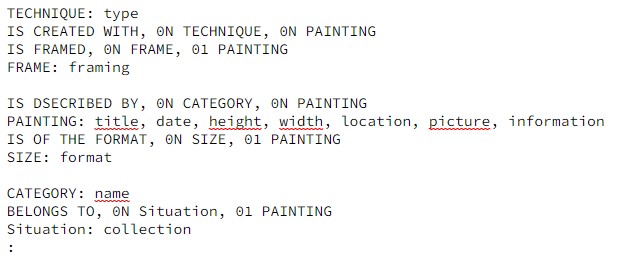 TECHNIQUE: type
IS CREATED WITH, 0N TECHNIQUE, 0N PAINTING
IS FRAMED, 0N FRAME, 01 PAINTING
FRAME: framing
IS DSECRIBED BY, 0N CATEGORY, 0N PAINTING
PAINTING: title, date, height, width, location, picture, information
IS OF THE FORMAT, 0N SIZE, 01 PAINTING
SIZE: format
CATEGORY: name
BELONGS TO, 0N Situation, 01 PAINTING
Situation: collection
: